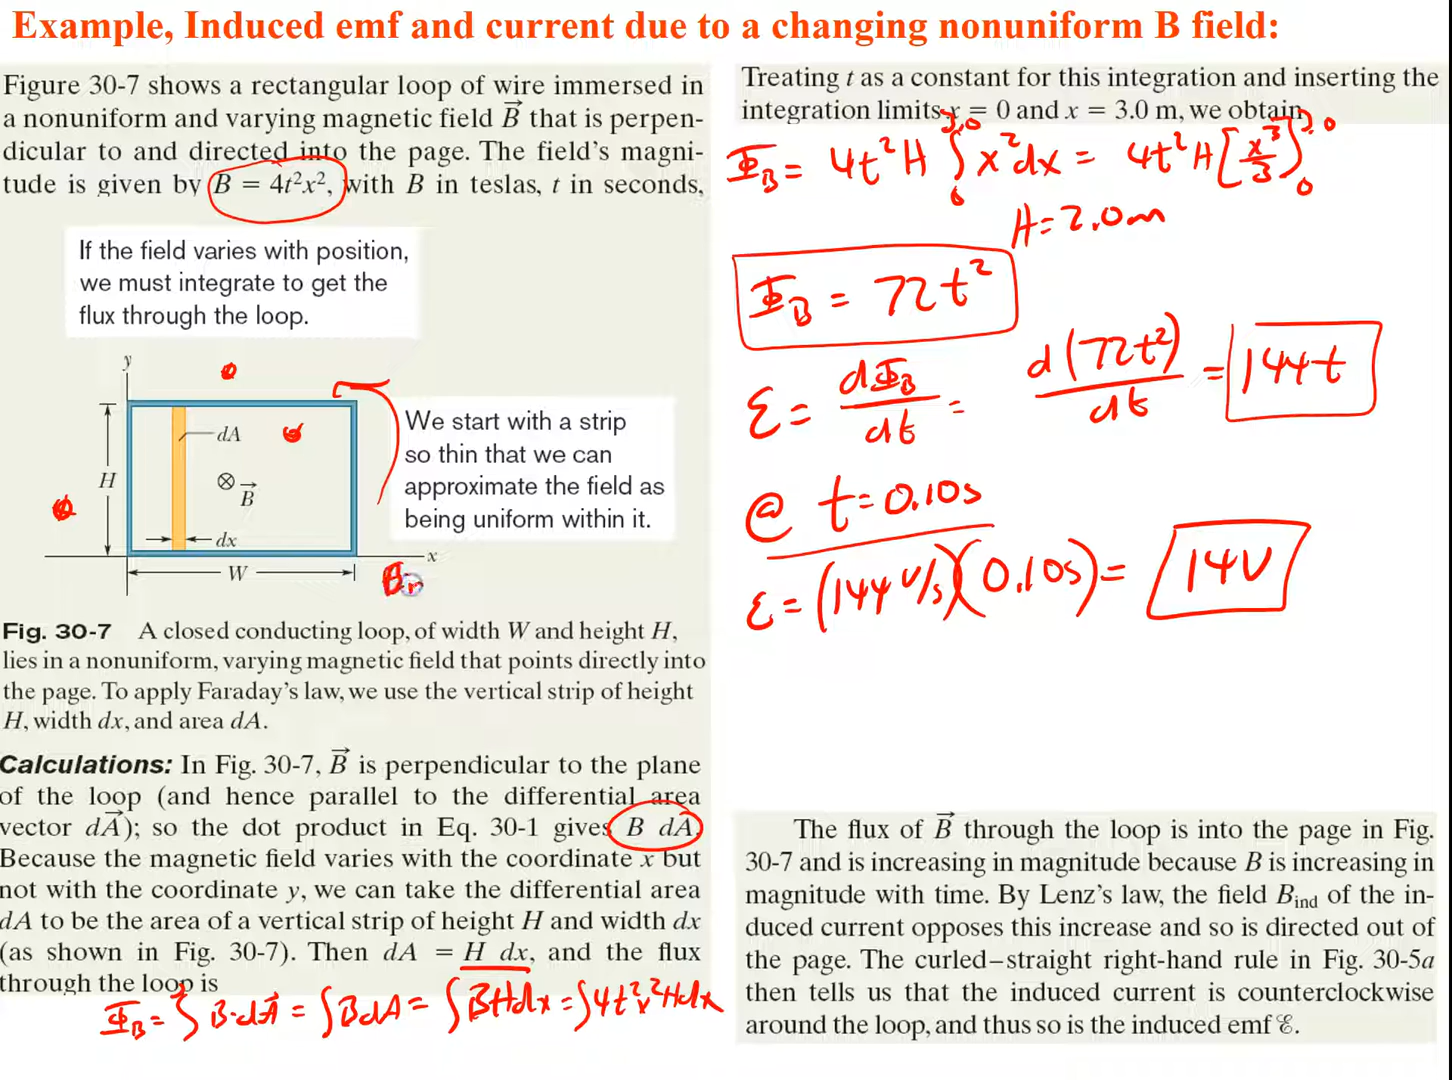 Example, Induced emf and current due to a changing nonuniform B field:
Figure 30-7 shows a rectangular loop of wire immersed in
a nonuniform and varying magnetic field B⃗ that is perpen-
dicular to and directed into the page. The field's magni-
tude is given by B = 4t²x², with B in teslas, t in seconds,
If the field varies with position,
we must integrate to get the
flux through the loop.
y
dA
H
⊗ B⃗
dx
x
W
We start with a strip
so thin that we can
approximate the field as
being uniform within it.
Fig. 30-7 A closed conducting loop, of width W and height H,
lies in a nonuniform, varying magnetic field that points directly into
the page. To apply Faraday's law, we use the vertical strip of height
H, width dx, and area dA.
Calculations: In Fig. 30-7, B⃗ is perpendicular to the plane
of the loop (and hence parallel to the differential area
vector dA⃗); so the dot product in Eq. 30-1 gives B dA.
Because the magnetic field varies with the coordinate x but
not with the coordinate y, we can take the differential area
dA to be the area of a vertical strip of height H and width dx
(as shown in Fig. 30-7). Then dA = H dx, and the flux
through the loop is
Φ_B = ∫ B·dA⃗ = ∫BdA = ∫BHdx = ∫4t²x²Hdx
Treating t as a constant for this integration and inserting the
integration limits x = 0 and x = 3.0 m, we obtain
Φ_B = 4t²H ∫₀^3.0 x²dx = 4t²H [x³/3]₀^3.0
H = 2.0m
Φ_B = 72t²
ℰ = dΦ_B/dt = d(72t²)/dt = 144t
@ t = 0.10s
ℰ = (144 V/s)(0.10s) = 14V
The flux of B⃗ through the loop is into the page in Fig.
30-7 and is increasing in magnitude because B is increasing in
magnitude with time. By Lenz's law, the field B_ind of the in-
duced current opposes this increase and so is directed out of
the page. The curled–straight right-hand rule in Fig. 30-5a
then tells us that the induced current is counterclockwise
around the loop, and thus so is the induced emf ℰ.